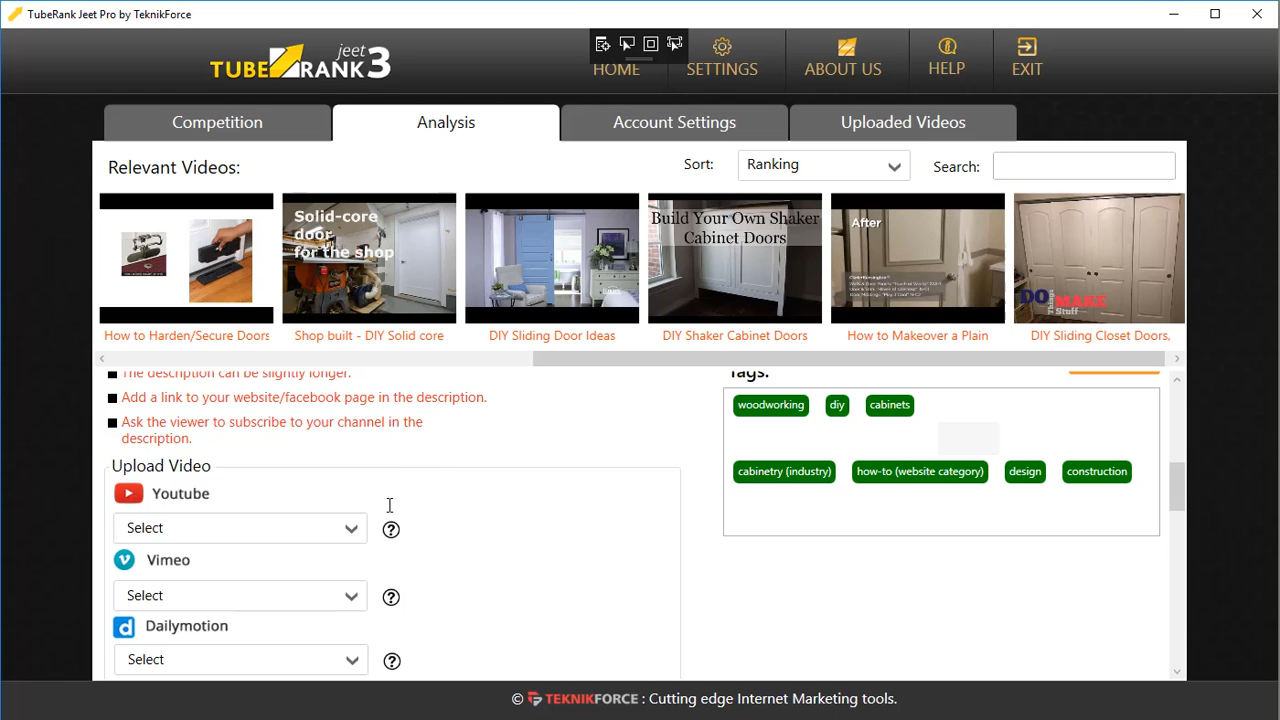 TubeRank Jeet Pro by TeknikForce
TUBE RANK jeet 3
HOME
SETTINGS
ABOUT US
HELP
EXIT
Competition
Analysis
Account Settings
Uploaded Videos
Relevant Videos:
Sort:
Ranking
Search:
Solid-core
door
for the shop
Build Your Own Shaker
Cabinet Doors
After
DO
MAKE
Stuff
How to Harden/Secure Doors
Shop built - DIY Solid core
DIY Sliding Door Ideas
DIY Shaker Cabinet Doors
How to Makeover a Plain
DIY Sliding Closet Doors,
The description can be slightly longer.
Add a link to your website/facebook page in the description.
Ask the viewer to subscribe to your channel in the
description.
Tags:
woodworking
diy
cabinets
cabinetry (industry)
how-to (website category)
design
construction
Upload Video
Youtube
Select
Vimeo
Select
Dailymotion
Select
© TEKNIKFORCE : Cutting edge Internet Marketing tools.